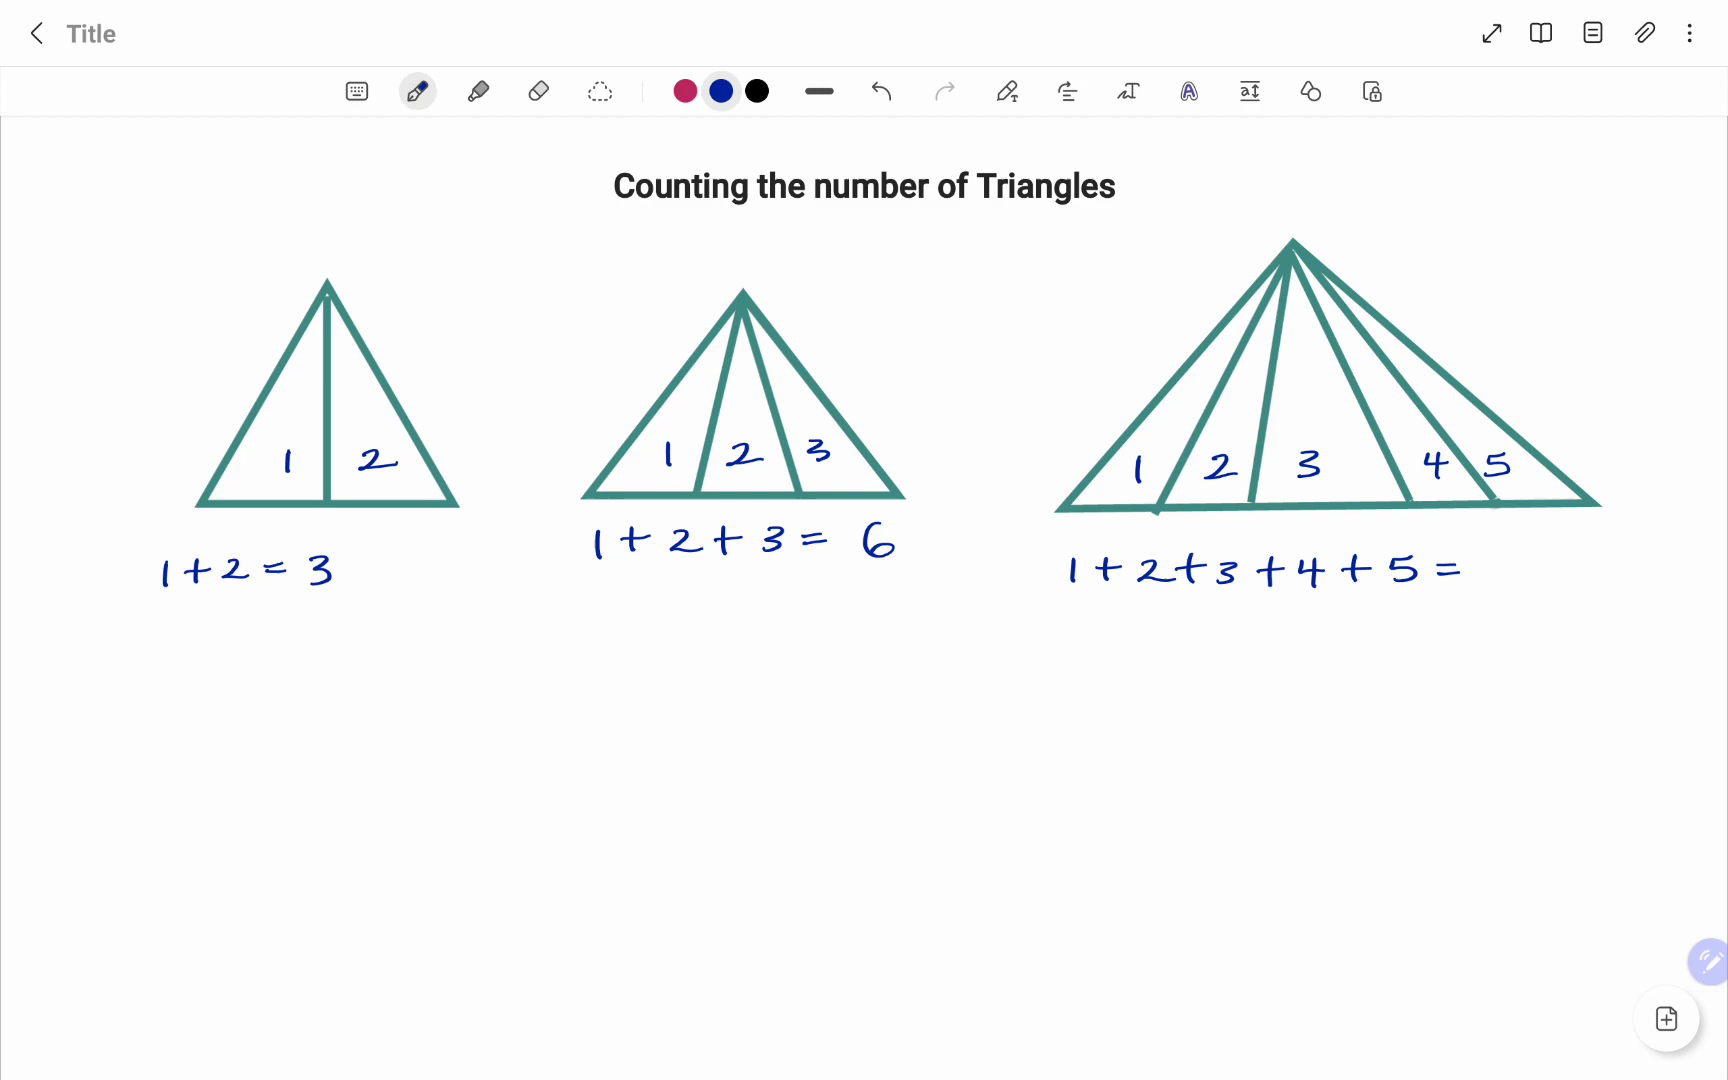 Title
Counting the number of Triangles
1 2
1 2 3
1 2 3 4 5
1 + 2 = 3
1 + 2 + 3 = 6
1 + 2 + 3 + 4 + 5 =